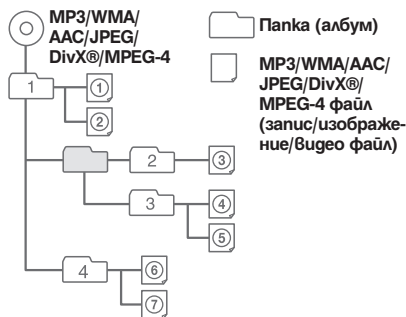 MP3/WMA/
AAC/JPEG/
DivX®/MPEG-4
1
①
②
2
③
3
④
⑤
4
⑥
⑦
Папка (албум)
MP3/WMA/AAC/
JPEG/DivX®/
MPEG-4 файл
(запис/изображе-
ние/видео файл)